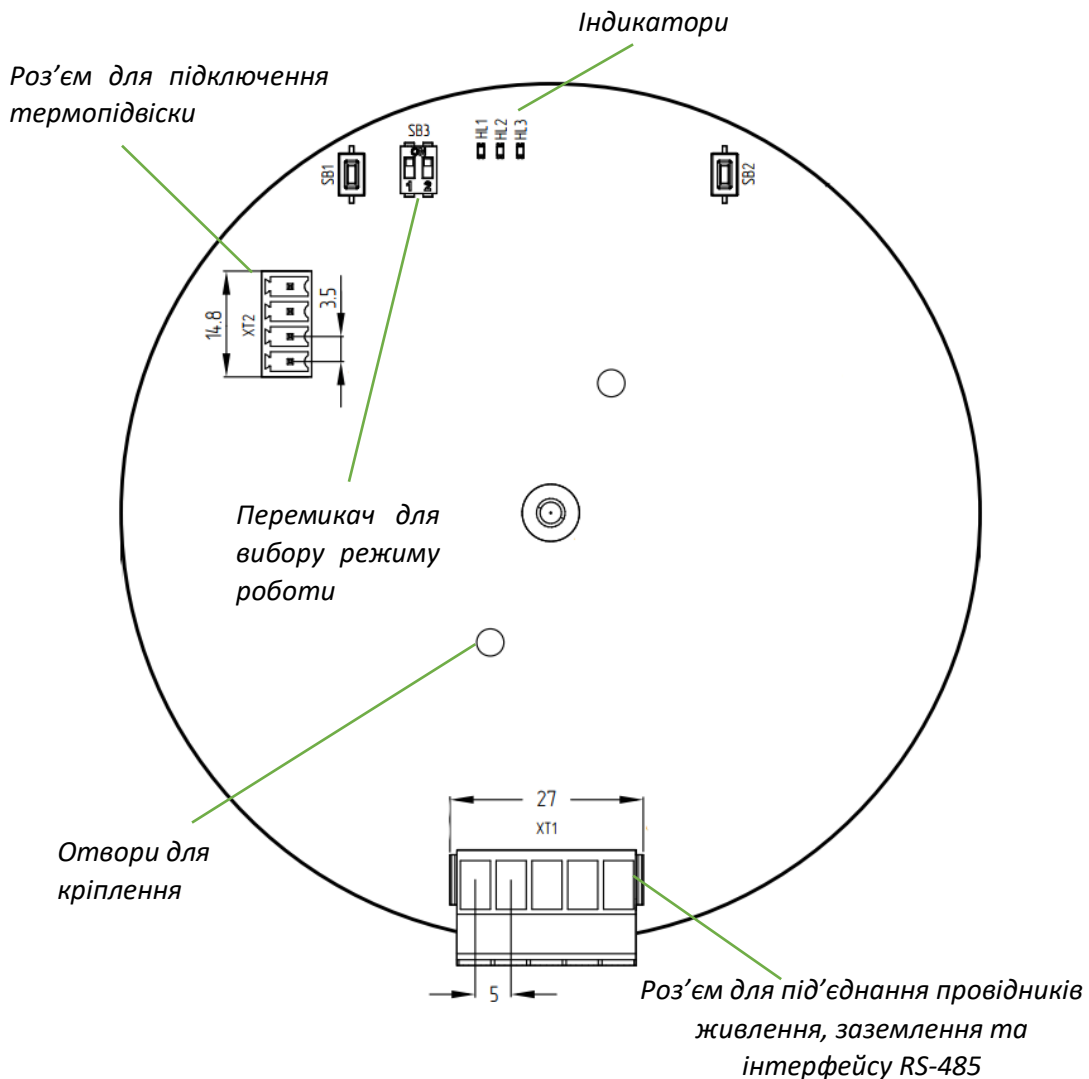 Індикатори
Роз’єм для підключення
термопідвіски
SB3
HL1
HL2
HL3
SB1
SB2
1 2
14.8
XT2
3.5
Перемикач для
вибору режиму
роботи
27
XT1
Отвори для
кріплення
5
Роз’єм для під’єднання провідників
живлення, заземлення та
інтерфейсу RS-485